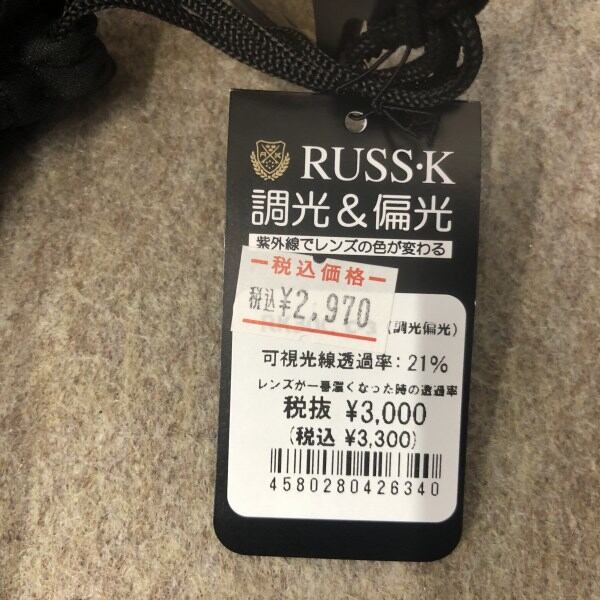 RUSS·K
調光&偏光
紫外線でレンズの色が変わる
ー税込価格ー
税込¥2,970
(調光偏光)
可視光線透過率:21%
レンズが一番濃くなった時の透過率
税抜 ¥3,000
(税込 ¥3,300)
4580280426340